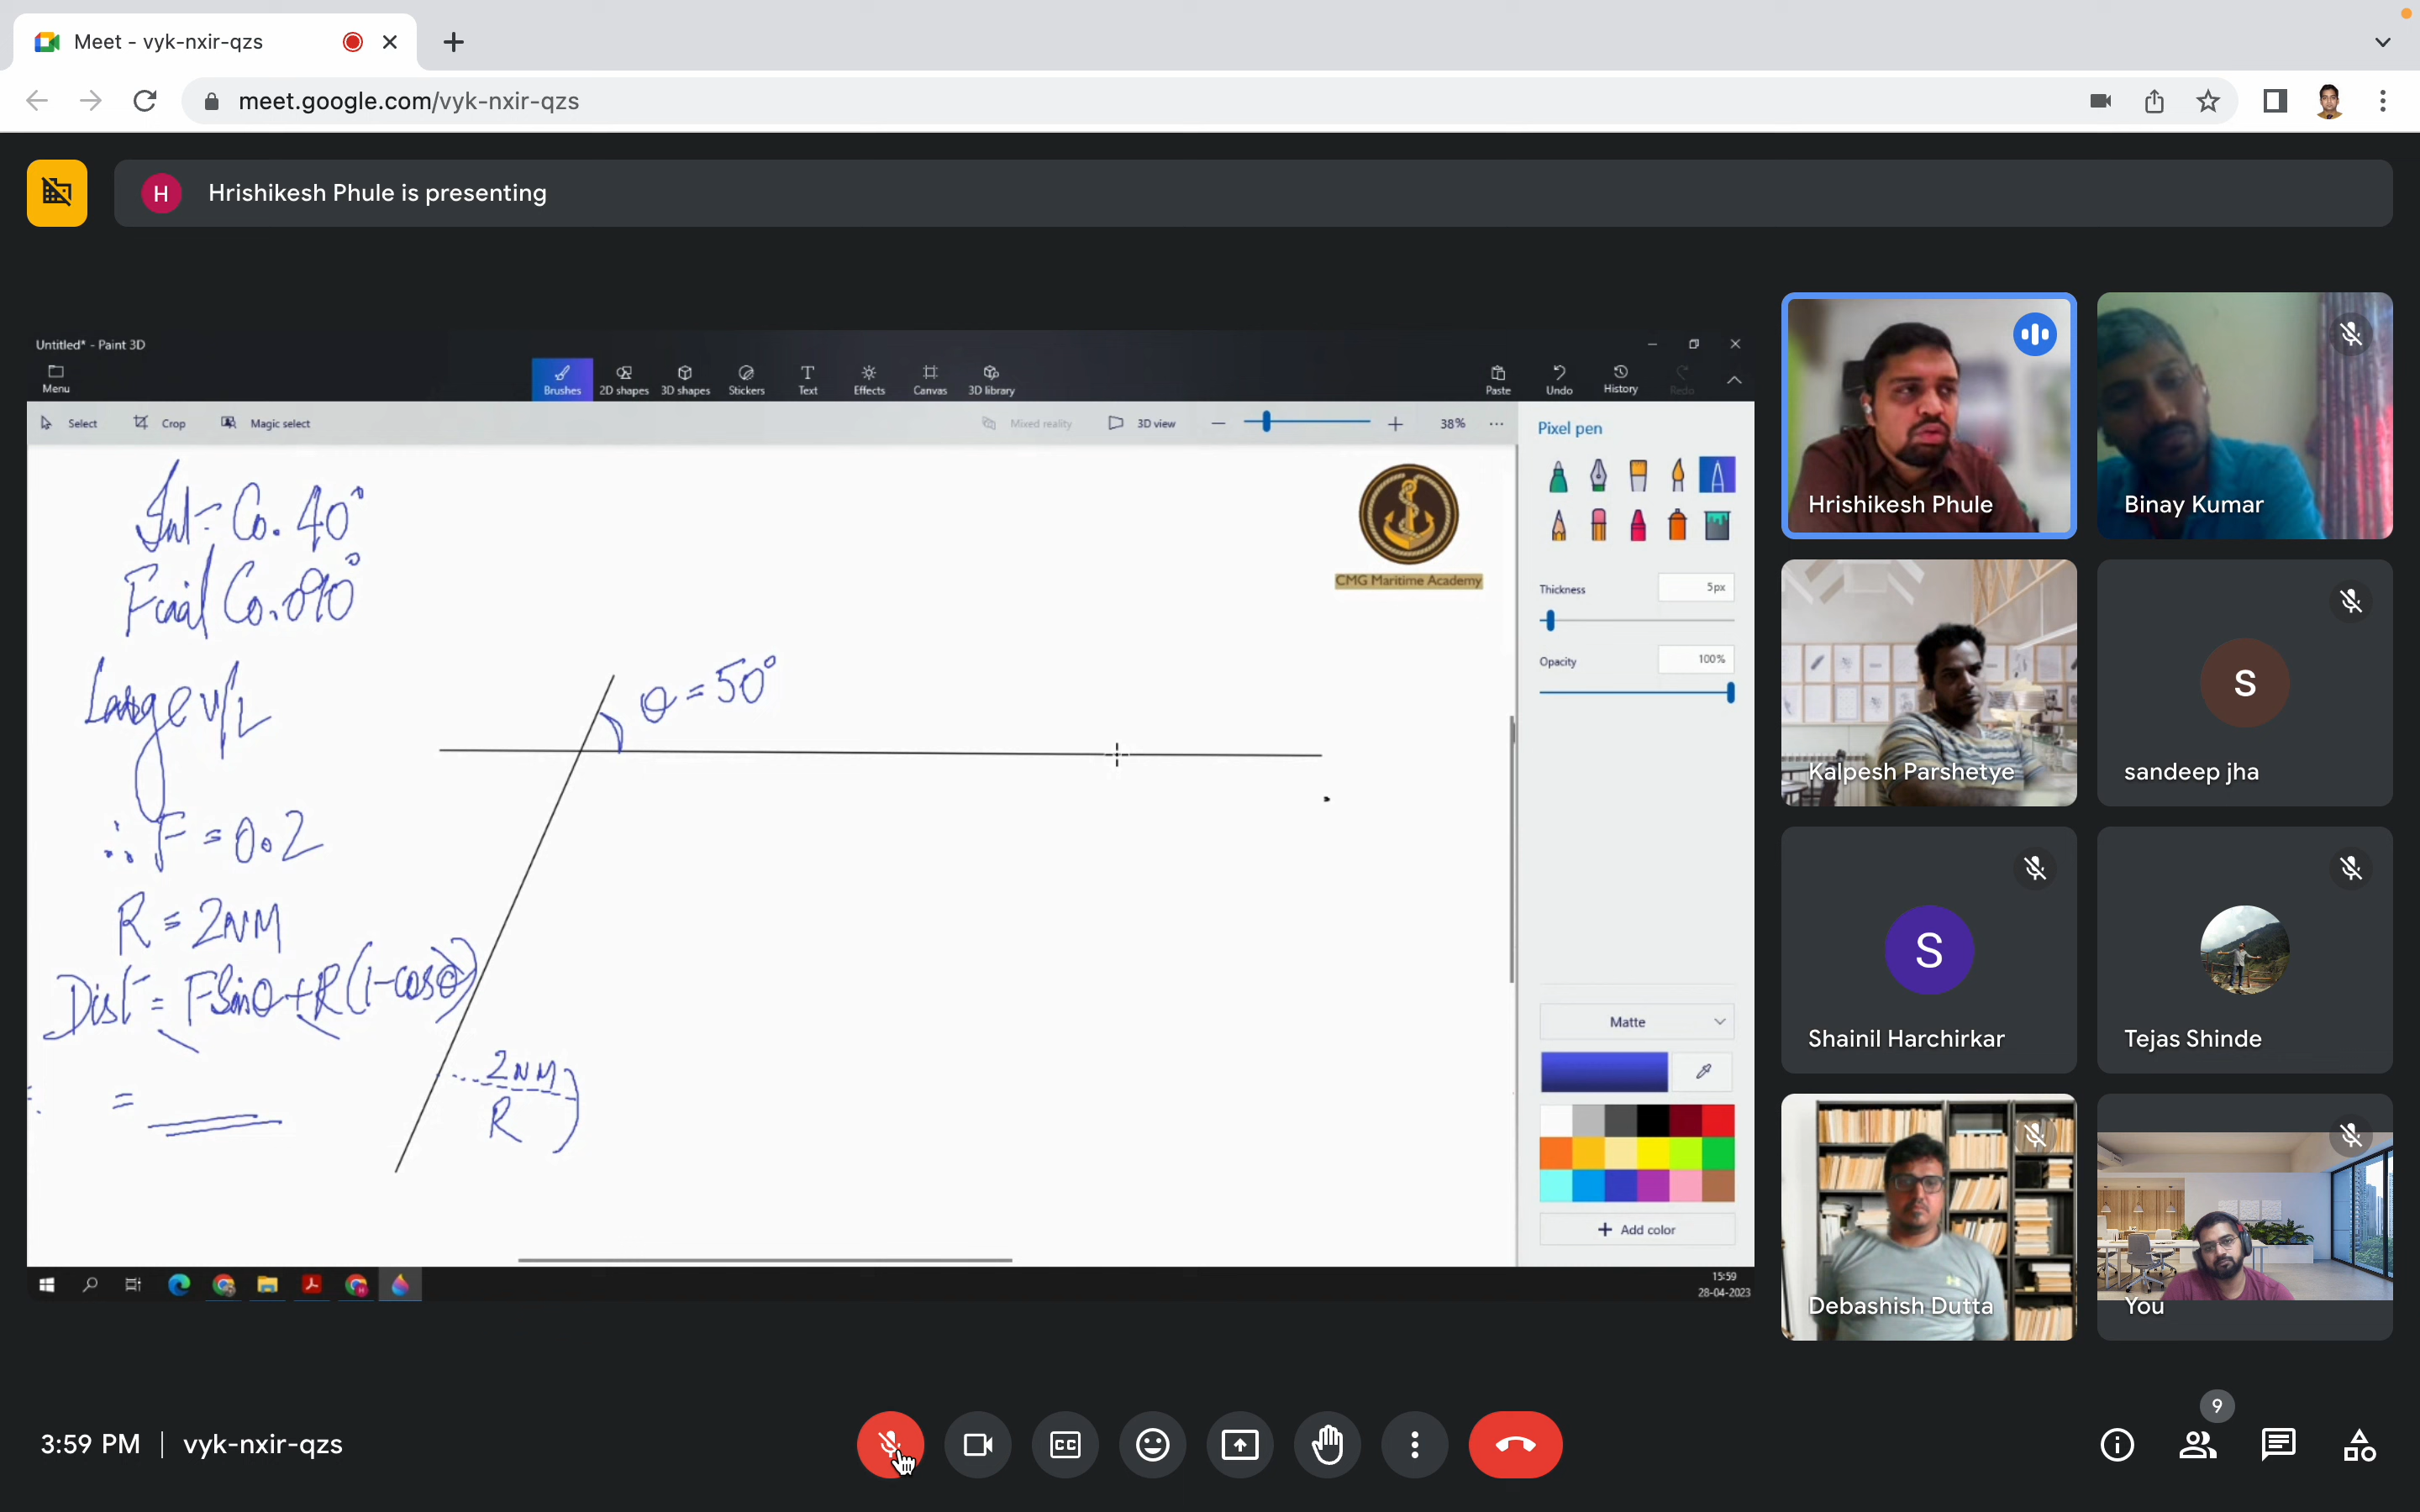 Meet - vyk-nxir-qzs
meet.google.com/vyk-nxir-qzs
H
Hrishikesh Phule is presenting
Untitled* - Paint 3D
Menu
Brushes
2D shapes
3D shapes
Stickers
Text
Effects
Canvas
3D library
Paste
Undo
History
Redo
Select
Crop
Magic select
Mixed reality
3D view
38%
Co. 40°
Co. 090°
Large v/L
∴ F = 0.2
R = 2NM
Dist = FSinθ + R(1-cosθ)
=
θ = 50°
2NM
R
CMG Maritime Academy
Pixel pen
Thickness
5px
Opacity
100%
Matte
Add color
15:59
28-04-2023
Hrishikesh Phule
Binay Kumar
Kalpesh Parshetye
S
sandeep jha
S
Shainil Harchirkar
Tejas Shinde
Debashish Dutta
You
3:59 PM
vyk-nxir-qzs
CC
9